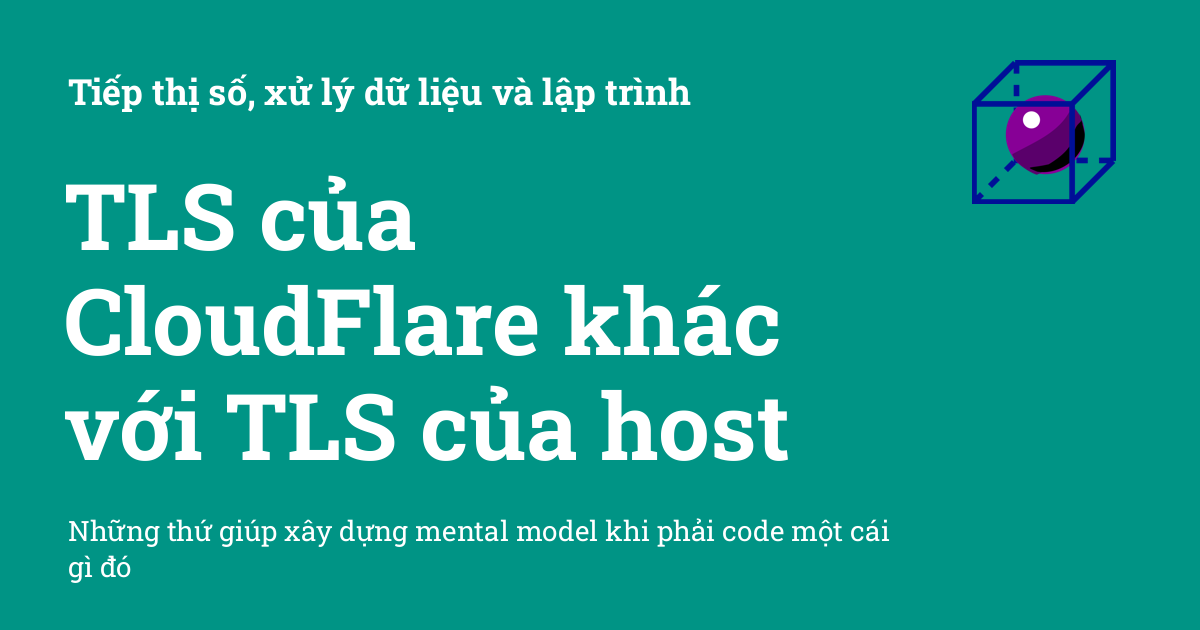 Tiếp thị số, xử lý dữ liệu và lập trình
TLS của
CloudFlare khác
với TLS của host
Những thứ giúp xây dựng mental model khi phải code một cái
gì đó